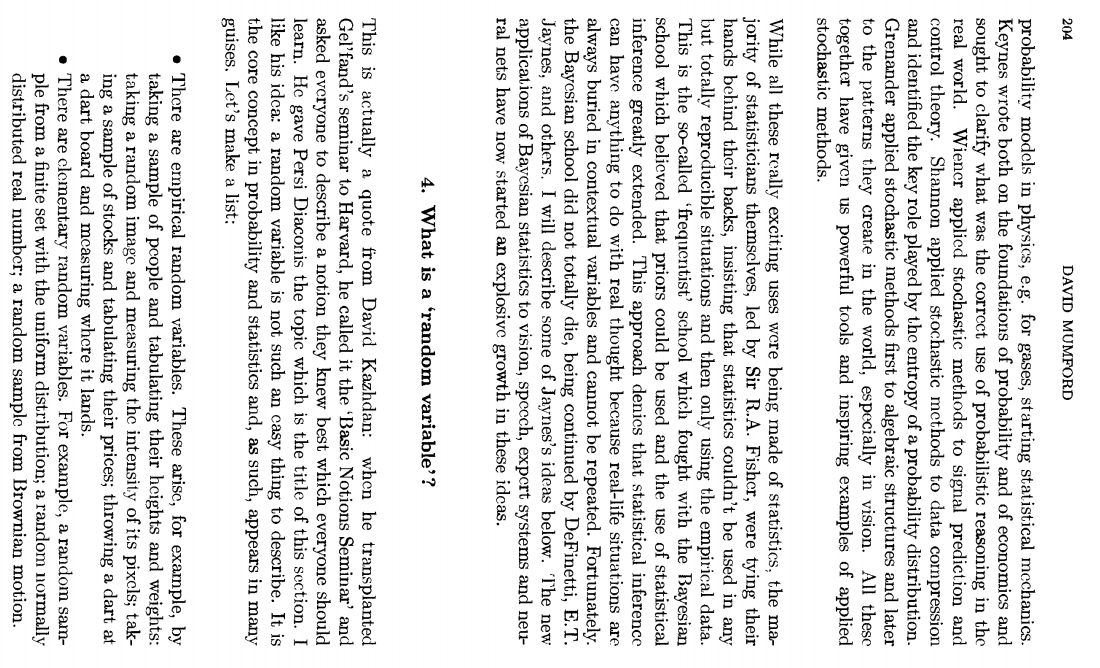 204 DAVID MUMFORD
probability models in physics, e.g. for gases, starting statistical mechanics.
Keynes wrote both on the foundations of probability and of economics and
sought to clarify what was the correct use of probabilistic reasoning in the
real world. Wiener applied stochastic methods to signal prediction and
control theory. Shannon applied stochastic methods to data compression
and identified the key role played by the entropy of a probability distribution.
Grenander applied stochastic methods first to algebraic structures and later
to the patterns they create in the world, especially in vision. All these
together have given us powerful tools and inspiring examples of applied
stochastic methods.
While all these really exciting uses were being made of statistics, the ma-
jority of statisticians themselves, led by Sir R.A. Fisher, were tying their
hands behind their backs, insisting that statistics couldn't be used in any
but totally reproducible situations and then only using the empirical data.
This is the so-called 'frequentist' school which fought with the Bayesian
school which believed that priors could be used and the use of statistical
inference greatly extended. This approach denies that statistical inference
can have anything to do with real thought because real-life situations are
always buried in contextual variables and cannot be repeated. Fortunately,
the Bayesian school did not totally die, being continued by DeFinetti, E.T.
Jaynes, and others. I will describe some of Jaynes's ideas below. The new
applications of Bayesian statistics to vision, speech, expert systems and neu-
ral nets have now started an explosive growth in these ideas.
4. What is a 'random variable'?
This is actually a quote from David Kazhdan: when he transplanted
Gel'fand's seminar to Harvard, he called it the 'Basic Notions Seminar' and
asked everyone to describe a notion they knew best which everyone should
learn. He gave Persi Diaconis the topic which is the title of this section. I
like his idea: a random variable is not such an easy thing to describe. It is
the core concept in probability and statistics and, as such, appears in many
guises. Let's make a list:
• There are empirical random variables. These arise, for example, by
taking a sample of people and tabulating their heights and weights;
taking a random image and measuring the intensity of its pixels; tak-
ing a sample of stocks and tabulating their prices; throwing a dart at
a dart board and measuring where it lands.
• There are elementary random variables. For example, a random sam-
ple from a finite set with the uniform distribution; a random normally
distributed real number; a random sample from Brownian motion.